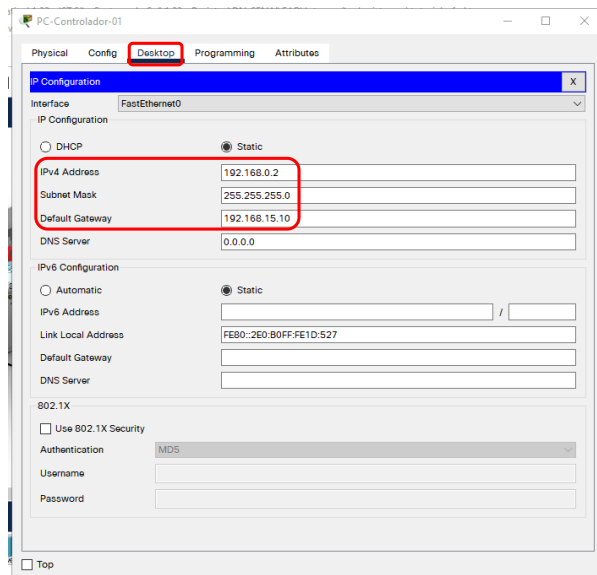 PC-Controlador-01
Physical Config Desktop Programming Attributes
IP Configuration X
Interface FastEthernet0
IP Configuration
DHCP Static
IPv4 Address 192.168.0.2
Subnet Mask 255.255.255.0
Default Gateway 192.168.15.10
DNS Server 0.0.0.0
IPv6 Configuration
Automatic Static
IPv6 Address /
Link Local Address FE80::2E0:B0FF:FE1D:527
Default Gateway
DNS Server
802.1X
Use 802.1X Security
Authentication MD5
Username
Password
Top